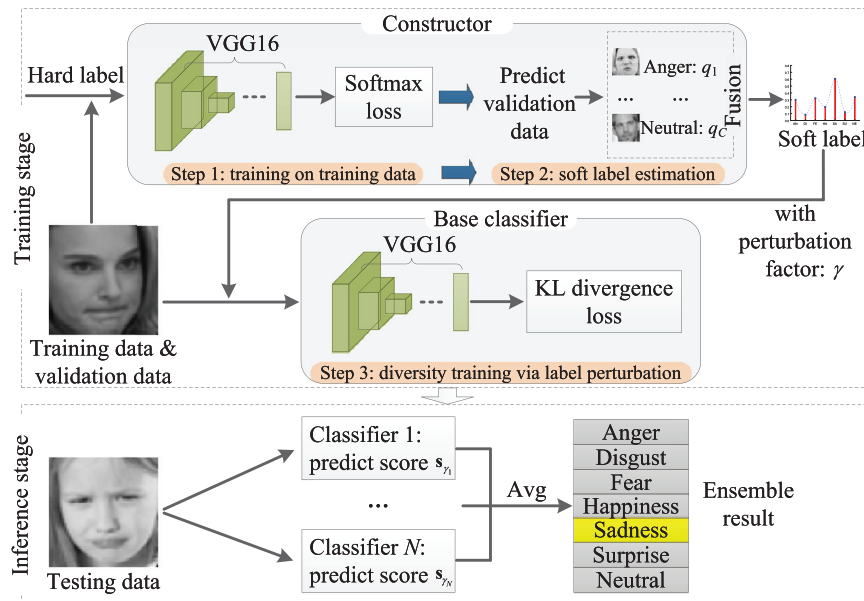 Constructor
VGG16
Hard label
Softmax
loss
Predict
validation
data
Anger: q1
... ...
Neutral: qC
Fusion
Soft label
Step 1: training on training data
Step 2: soft label estimation
Training stage
with
perturbation
factor: γ
Base classifier
VGG16
KL divergence
loss
Training data &
validation data
Step 3: diversity training via label perturbation
Inference stage
Testing data
Classifier 1:
predict score sγ1
...
Classifier N:
predict score sγN
Avg
Anger
Disgust
Fear
Happiness
Sadness
Surprise
Neutral
Ensemble
result